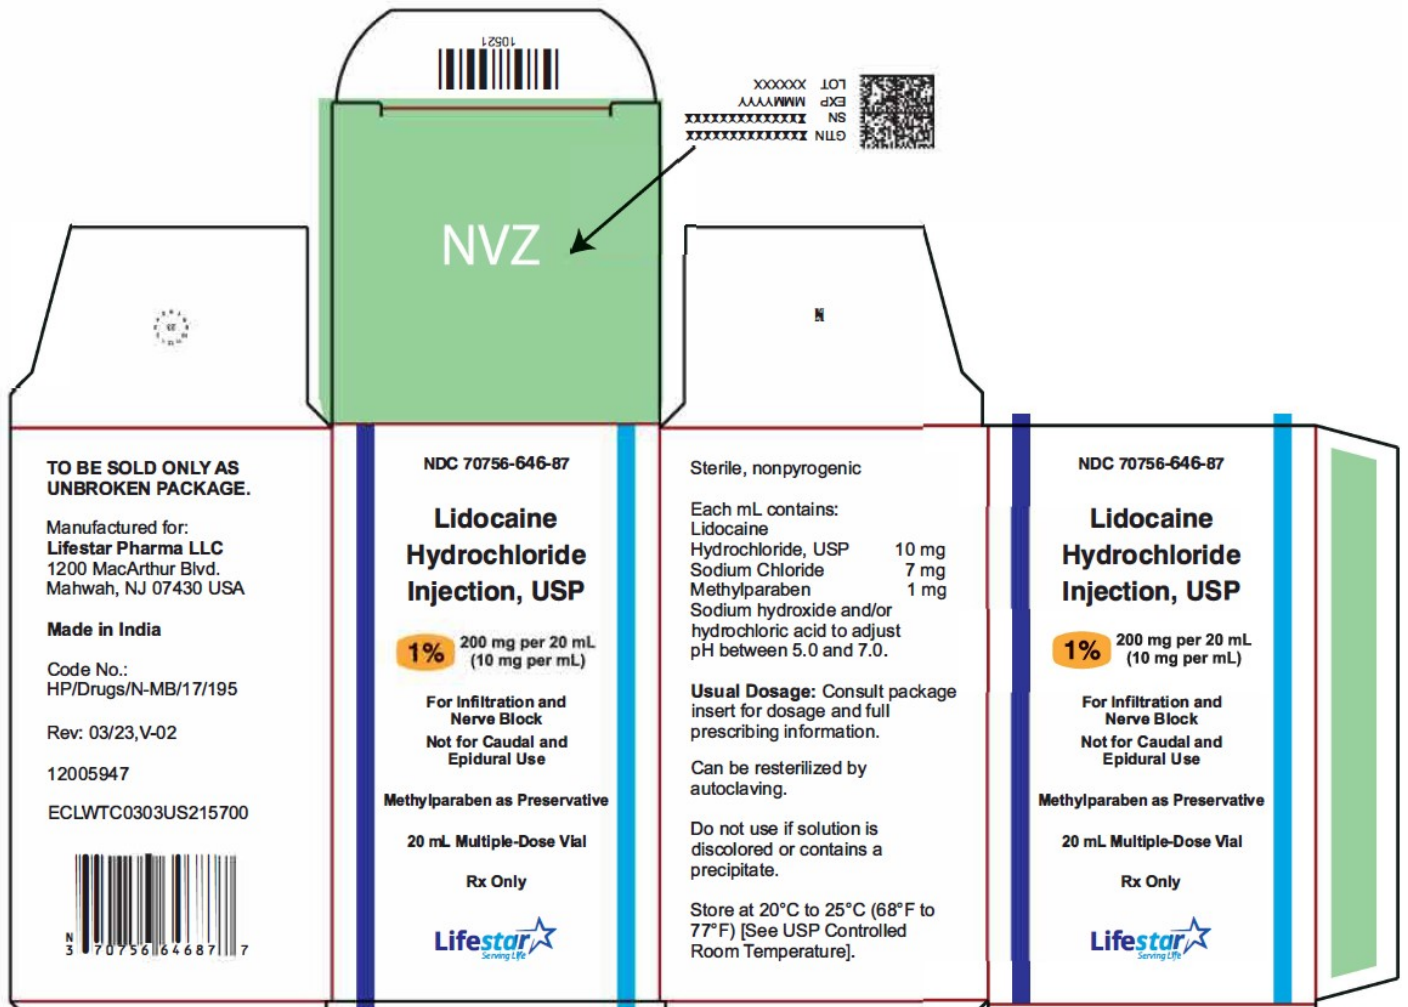 10521
GTIN XXXXXXXXXXXXXX
SN XXXXXXXXXXXXXX
EXP MMMYYYY
LOT XXXXXX
NVZ
TO BE SOLD ONLY AS
UNBROKEN PACKAGE.
Manufactured for:
Lifestar Pharma LLC
1200 MacArthur Blvd.
Mahwah, NJ 07430 USA
Made in India
Code No.:
HP/Drugs/N-MB/17/195
Rev: 03/23,V-02
12005947
ECLWTC0303US215700
N
3 70756 64687 7
NDC 70756-646-87
Lidocaine
Hydrochloride
Injection, USP
1% 200 mg per 20 mL
(10 mg per mL)
For Infiltration and
Nerve Block
Not for Caudal and
Epidural Use
Methylparaben as Preservative
20 mL Multiple-Dose Vial
Rx Only
Lifestar
Serving Life
Sterile, nonpyrogenic
Each mL contains:
Lidocaine
Hydrochloride, USP 10 mg
Sodium Chloride 7 mg
Methylparaben 1 mg
Sodium hydroxide and/or
hydrochloric acid to adjust
pH between 5.0 and 7.0.
Usual Dosage: Consult package
insert for dosage and full
prescribing information.
Can be resterilized by
autoclaving.
Do not use if solution is
discolored or contains a
precipitate.
Store at 20°C to 25°C (68°F to
77°F) [See USP Controlled
Room Temperature].
NDC 70756-646-87
Lidocaine
Hydrochloride
Injection, USP
1% 200 mg per 20 mL
(10 mg per mL)
For Infiltration and
Nerve Block
Not for Caudal and
Epidural Use
Methylparaben as Preservative
20 mL Multiple-Dose Vial
Rx Only
Lifestar
Serving Life